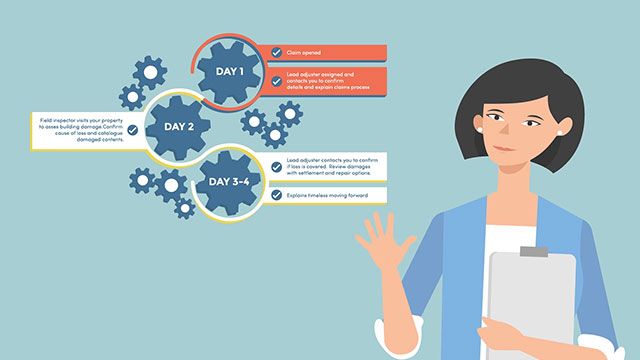 DAY 1
Claim opened
Lead adjuster assigned and
contacts you to confirm
details and explain claims process
DAY 2
Field inspector visits your property
to asses building damage.Confirm
cause of loss and catalogue
damaged contents.
DAY 3-4
Lead adjuster contacts you to confirm
if loss is covered. Review damages
with settlement and repair options.
Explains timeless moving forward